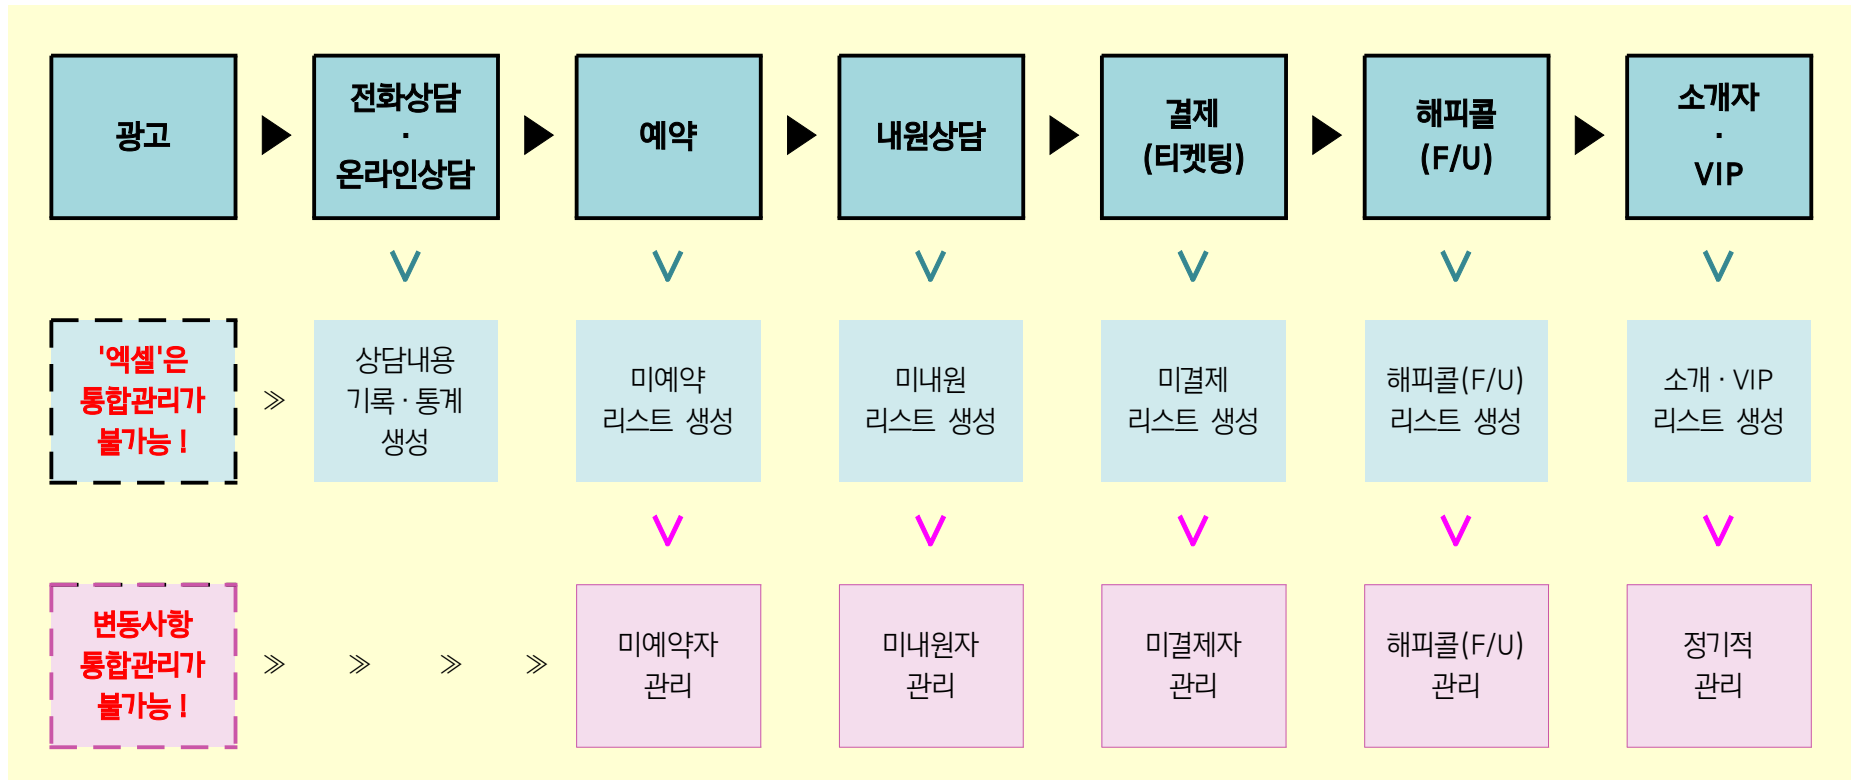 광고
▶
전화상담
·
온라인상담
▶
예약
▶
내원상담
▶
결제
(티켓팅)
▶
해피콜
(F/U)
▶
소개자
·
VIP
'엑셀'은
통합관리가
불가능 !
≫
상담내용
기록 · 통계
생성
미예약
리스트 생성
미내원
리스트 생성
미결제
리스트 생성
해피콜(F/U)
리스트 생성
소개 · VIP
리스트 생성
변동사항
통합관리가
불가능 !
≫ ≫ ≫ ≫
미예약자
관리
미내원자
관리
미결제자
관리
해피콜(F/U)
관리
정기적
관리